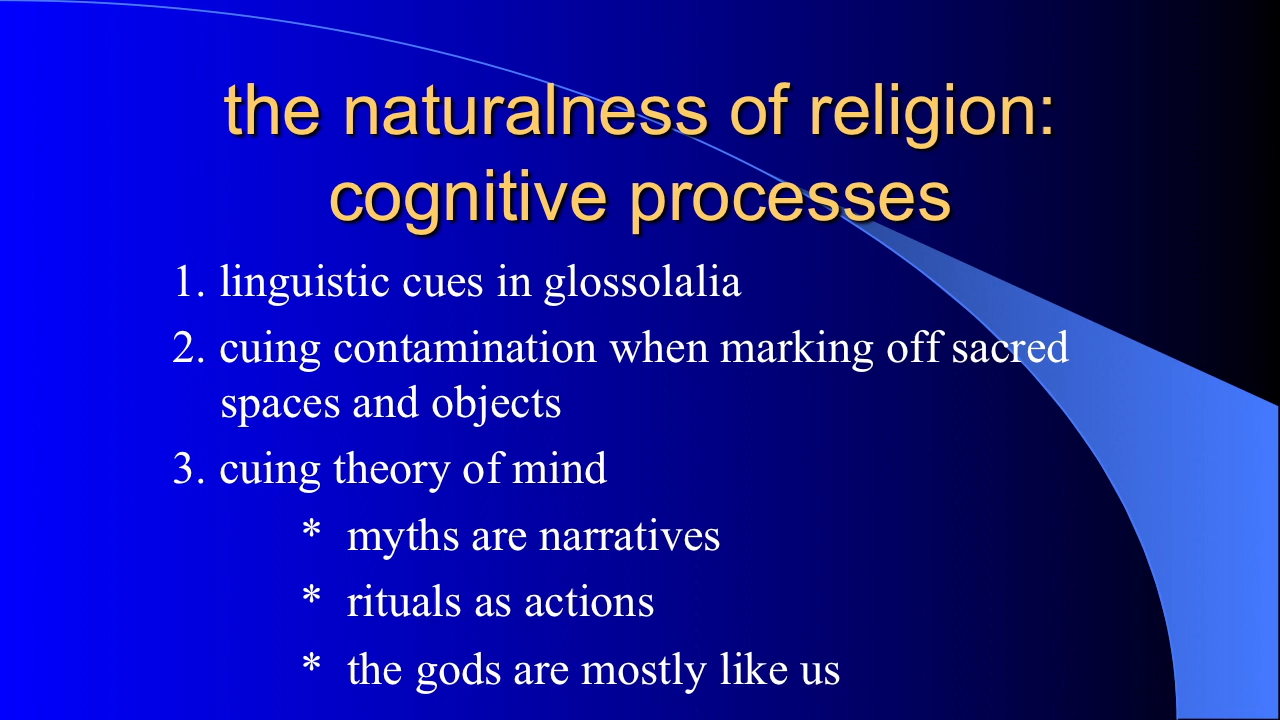 the naturalness of religion:
cognitive processes
1. linguistic cues in glossolalia
2. cuing contamination when marking off sacred
spaces and objects
3. cuing theory of mind
* myths are narratives
* rituals as actions
* the gods are mostly like us